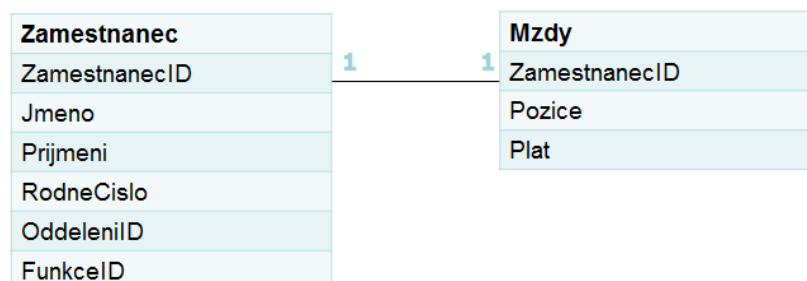 Zamestnanec
ZamestnanecID
Jmeno
Prijmeni
RodneCislo
OddeleniID
FunkceID
1
1
Mzdy
ZamestnanecID
Pozice
Plat